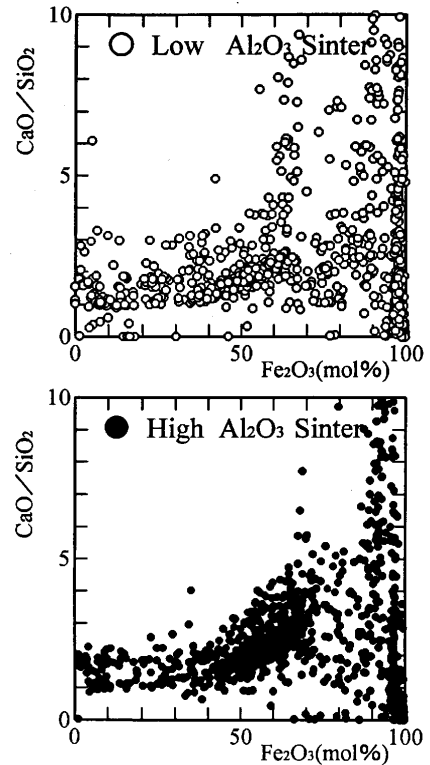 10
○ Low Al₂O₃ Sinter
CaO/SiO₂
5
0
0 50 100
Fe₂O₃(mol%)
10
● High Al₂O₃ Sinter
CaO/SiO₂
5
0
0 50 100
Fe₂O₃(mol%)